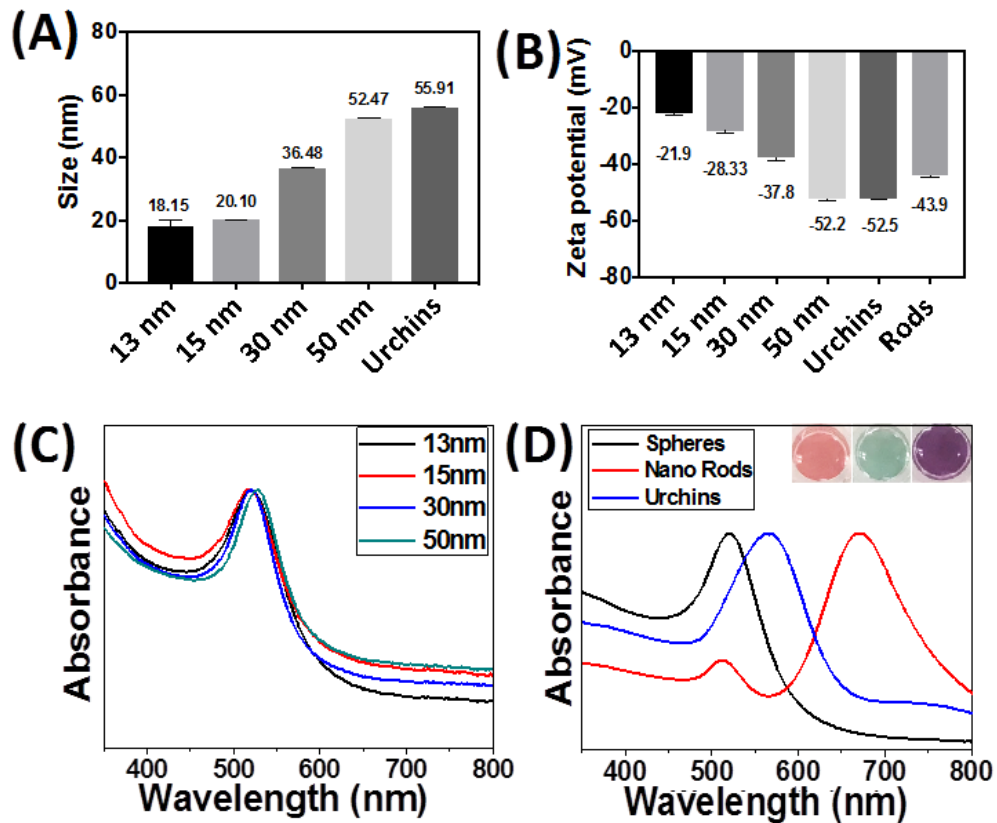 (A)
Size (nm)
80
60
40
20
0
18.15
20.10
36.48
52.47
55.91
13 nm
15 nm
30 nm
50 nm
Urchins
(B)
Zeta potential (mV)
0
-20
-40
-60
-80
-21.9
-28.33
-37.8
-52.2
-52.5
-43.9
13 nm
15 nm
30 nm
50 nm
Urchins
Rods
(C)
Absorbance
13nm
15nm
30nm
50nm
400 500 600 700 800
Wavelength (nm)
(D)
Absorbance
Spheres
Nano Rods
Urchins
400 500 600 700 800
Wavelength (nm)